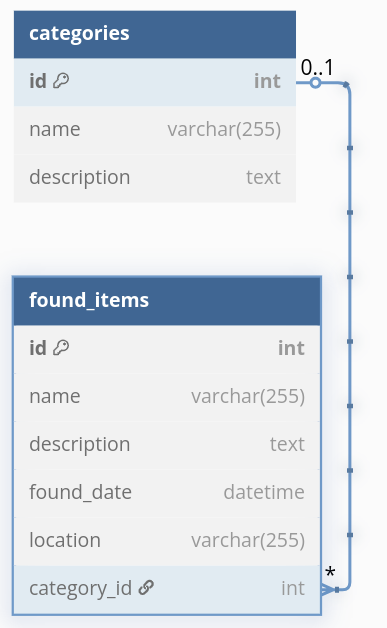 categories
id int
0..1
name varchar(255)
description text
found_items
id int
name varchar(255)
description text
found_date datetime
location varchar(255)
category_id int
*